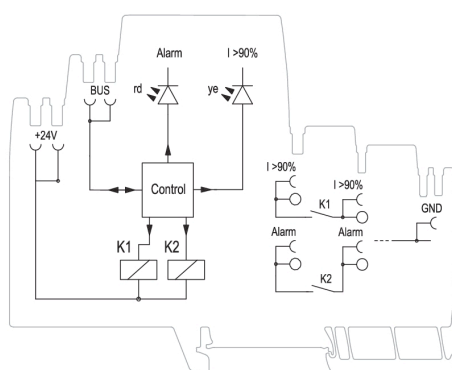 Alarm
I >90%
BUS
rd
ye
+24V
Control
I >90%
I >90%
K1
GND
Alarm
Alarm
K1
K2
K2